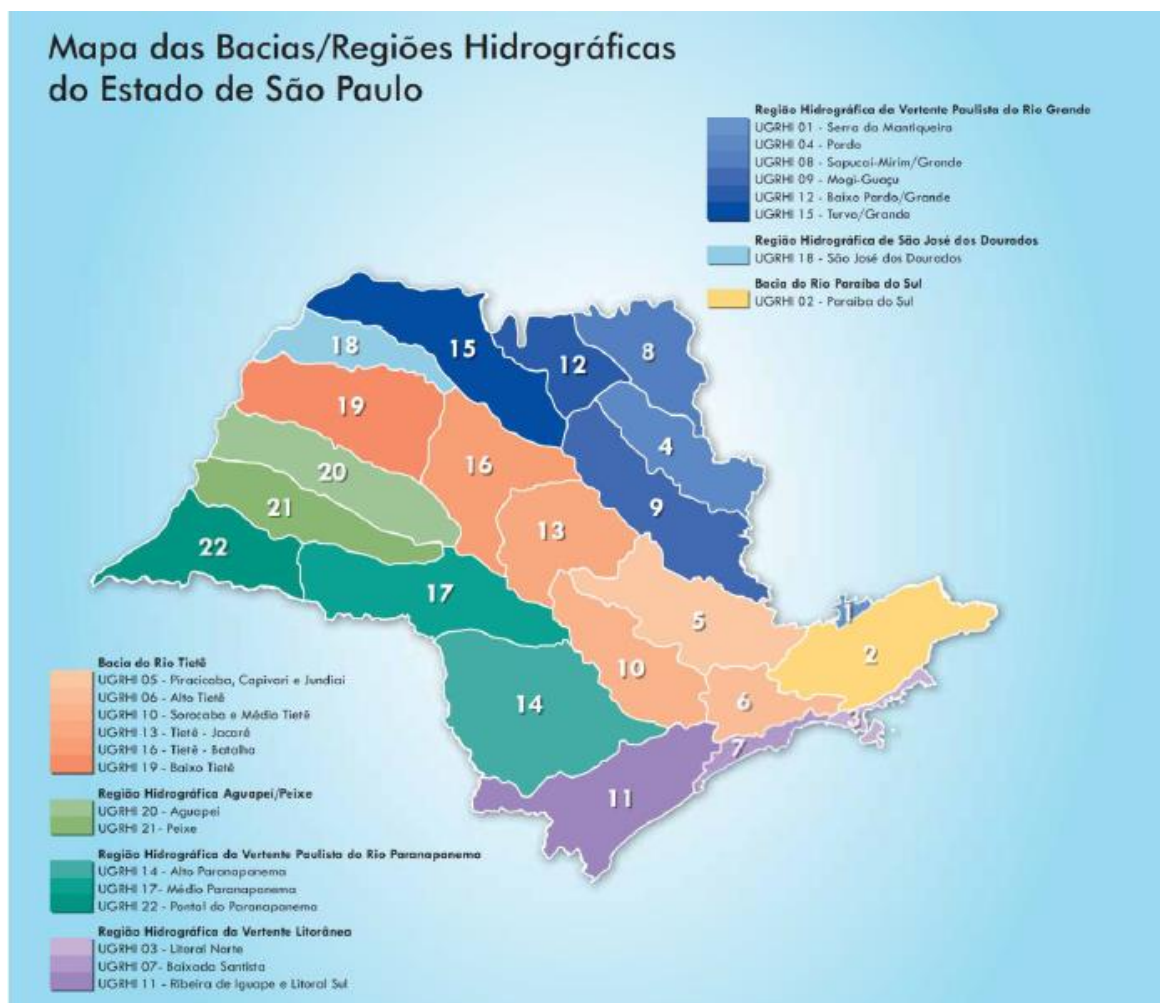 Mapa das Bacias/Regiões Hidrográficas
do Estado de São Paulo
Região Hidrográfica da Vertente Paulista do Rio Grande
UGRHI 01 - Serra da Mantiqueira
UGRHI 04 - Pardo
UGRHI 08 - Sapucaí-Mirim/Grande
UGRHI 09 - Mogi-Guaçu
UGRHI 12 - Baixo Pardo/Grande
UGRHI 15 - Turvo/Grande
Região Hidrográfica de São José dos Dourados
UGRHI 18 - São José dos Dourados
Bacia do Rio Paraíba do Sul
UGRHI 02 - Paraíba do Sul
15
12
8
18
19
4
16
20
9
21
13
22
17
5
1
2
10
6
14
3
7
11
Bacia do Rio Tietê
UGRHI 05 - Piracicaba, Capivari e Jundiaí
UGRHI 06 - Alto Tietê
UGRHI 10 - Sorocaba e Médio Tietê
UGRHI 13 - Tietê - Jacaré
UGRHI 16 - Tietê - Batalha
UGRHI 19 - Baixo Tietê
Região Hidrográfica Aguapeí/Peixe
UGRHI 20 - Aguapeí
UGRHI 21- Peixe
Região Hidrográfica da Vertente Paulista do Rio Paranapanema
UGRHI 14 - Alto Paranapanema
UGRHI 17- Médio Paranapanema
UGRHI 22 - Pontal do Paranapanema
Região Hidrográfica da Vertente Litorânea
UGRHI 03 - Litoral Norte
UGRHI 07- Baixada Santista
UGRHI 11 - Ribeira de Iguape e Litoral Sul